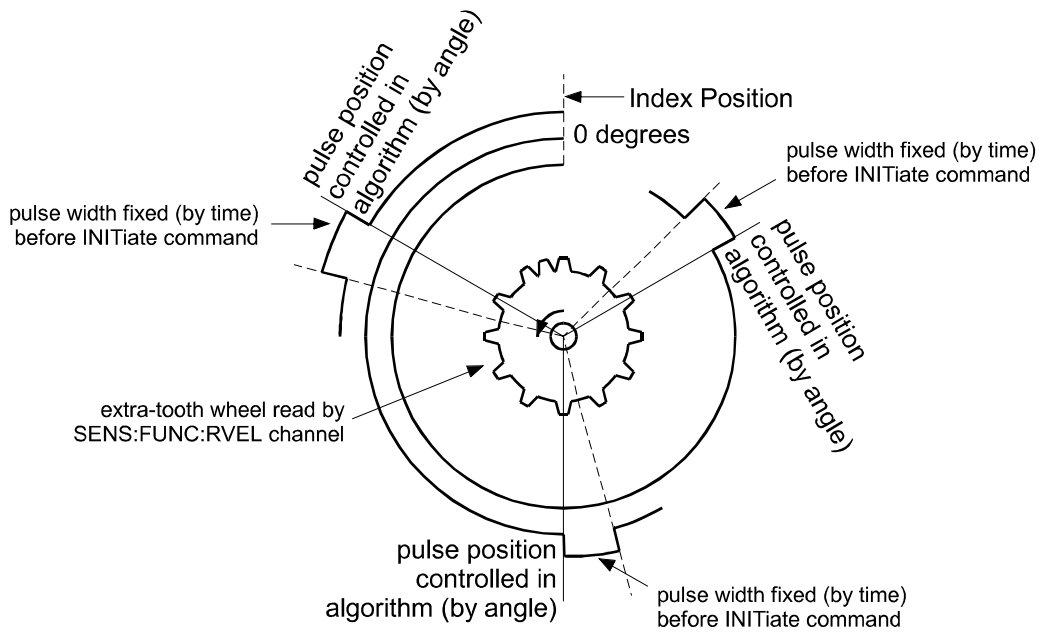 pulse position
controlled in
algorithm (by angle)
Index Position
0 degrees
pulse width fixed (by time)
before INITiate command
pulse width fixed (by time)
before INITiate command
pulse position
controlled in
algorithm (by angle)
extra-tooth wheel read by
SENS:FUNC:RVEL channel
pulse position
controlled in
algorithm (by angle)
pulse width fixed (by time)
before INITiate command